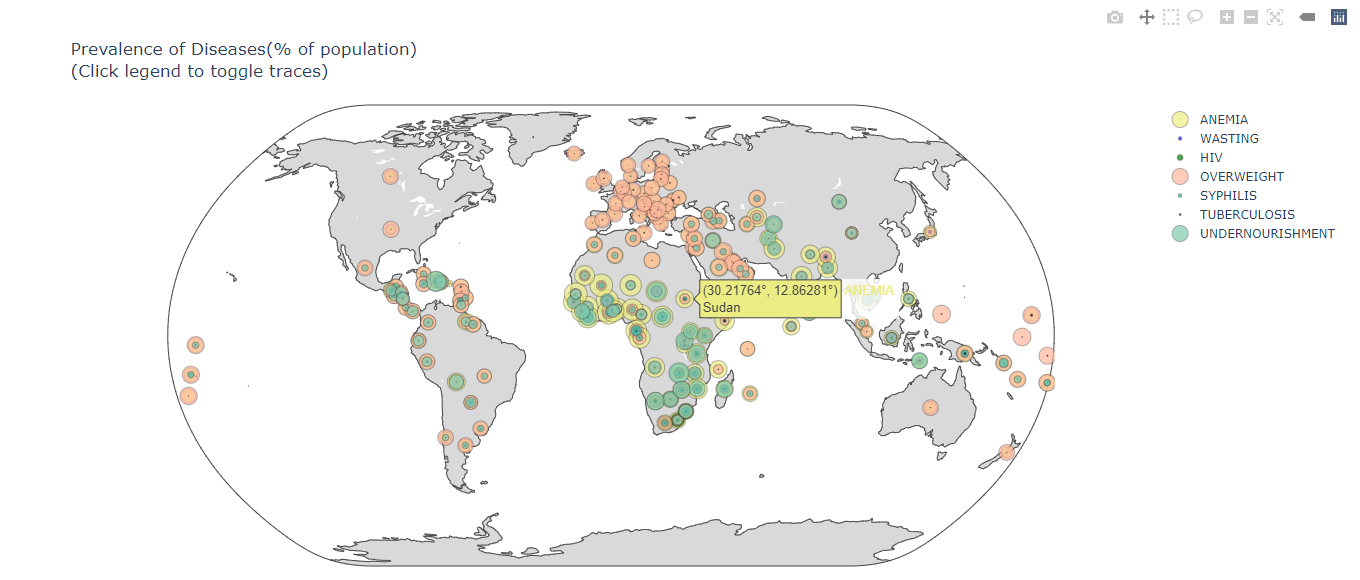 Prevalence of Diseases(% of population)
(Click legend to toggle traces)
ANEMIA
WASTING
HIV
OVERWEIGHT
SYPHILIS
TUBERCULOSIS
UNDERNOURISHMENT
(30.21764°, 12.86281°)
Sudan
ANEMIA